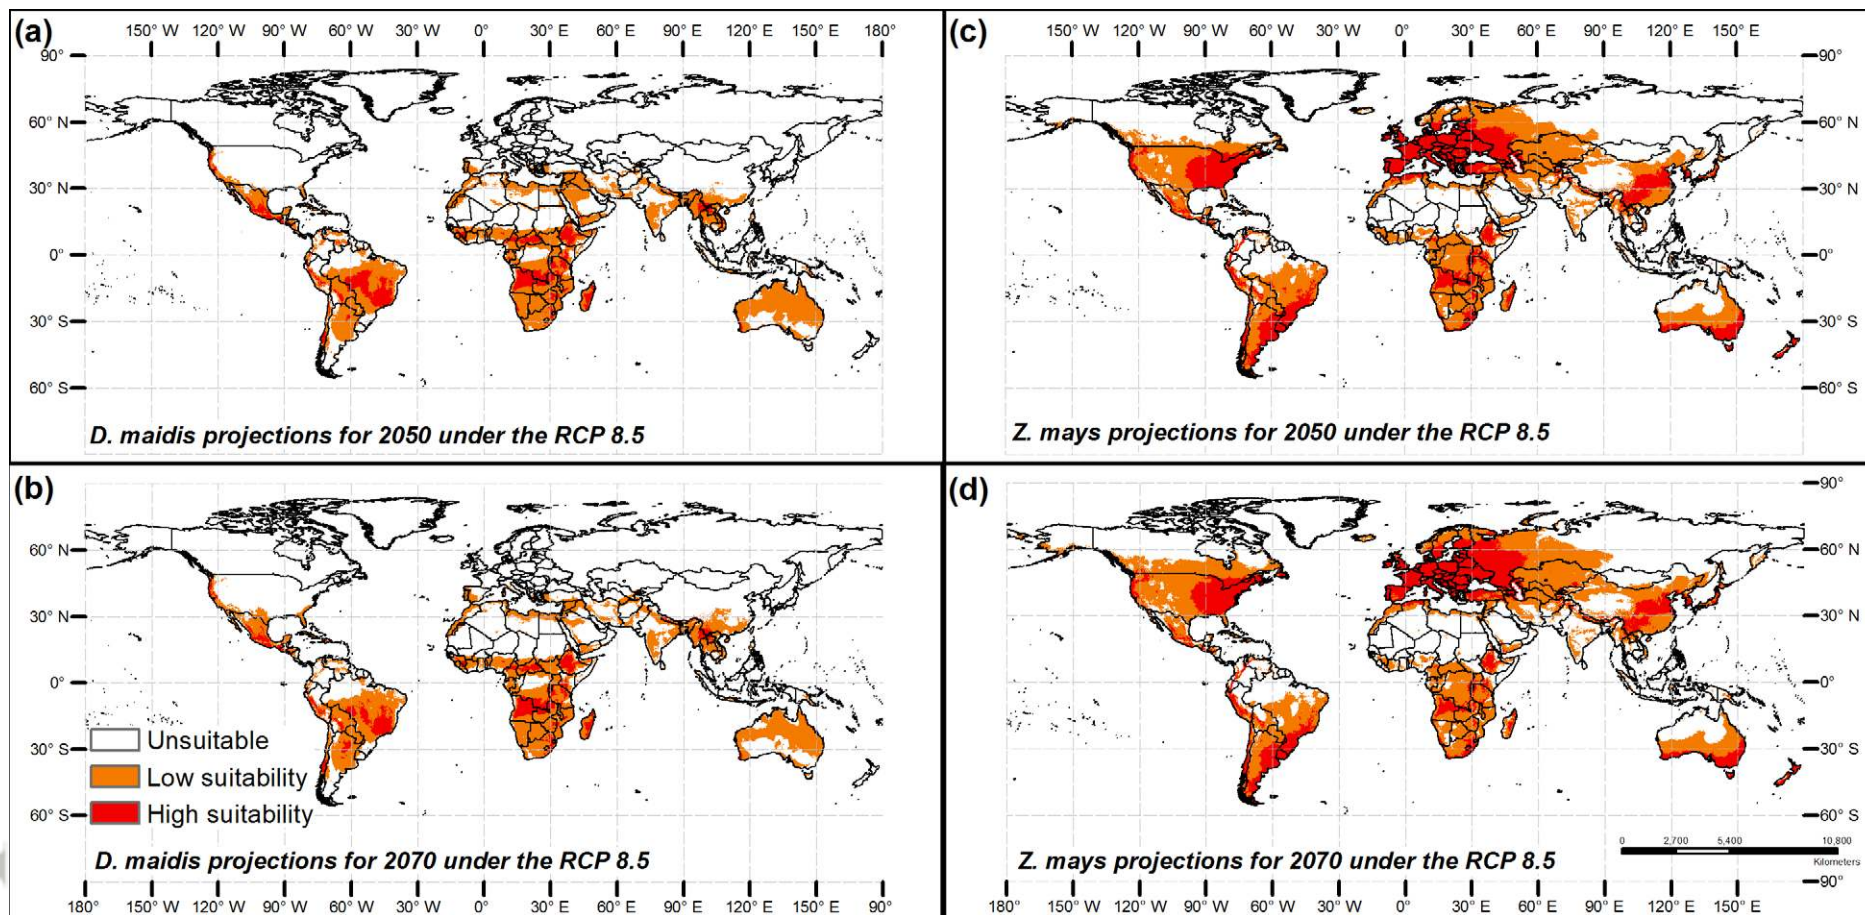 (a)
150° W 120° W 90° W 60° W 30° W 0° 30° E 60° E 90° E 120° E 150° E 180°
90°
60° N
30° N
0°
30° S
60° S
D. maidis projections for 2050 under the RCP 8.5
(c)
150° W 120° W 90° W 60° W 30° W 0° 30° E 60° E 90° E 120° E 150° E
90°
60° N
30° N
0°
30° S
60° S
Z. mays projections for 2050 under the RCP 8.5
(b)
60° N
30° N
0°
30° S
60° S
Unsuitable
Low suitability
High suitability
D. maidis projections for 2070 under the RCP 8.5
180° 150° W 120° W 90° W 60° W 30° W 0° 30° E 60° E 90° E 120° E 150° E 90°
(d)
90°
60° N
30° N
0°
30° S
60° S
90°
0 2,700 5,400 10,800
Kilometers
Z. mays projections for 2070 under the RCP 8.5
180° 150° W 120° W 90° W 60° W 30° W 0° 30° E 60° E 90 E 120° E 150° E